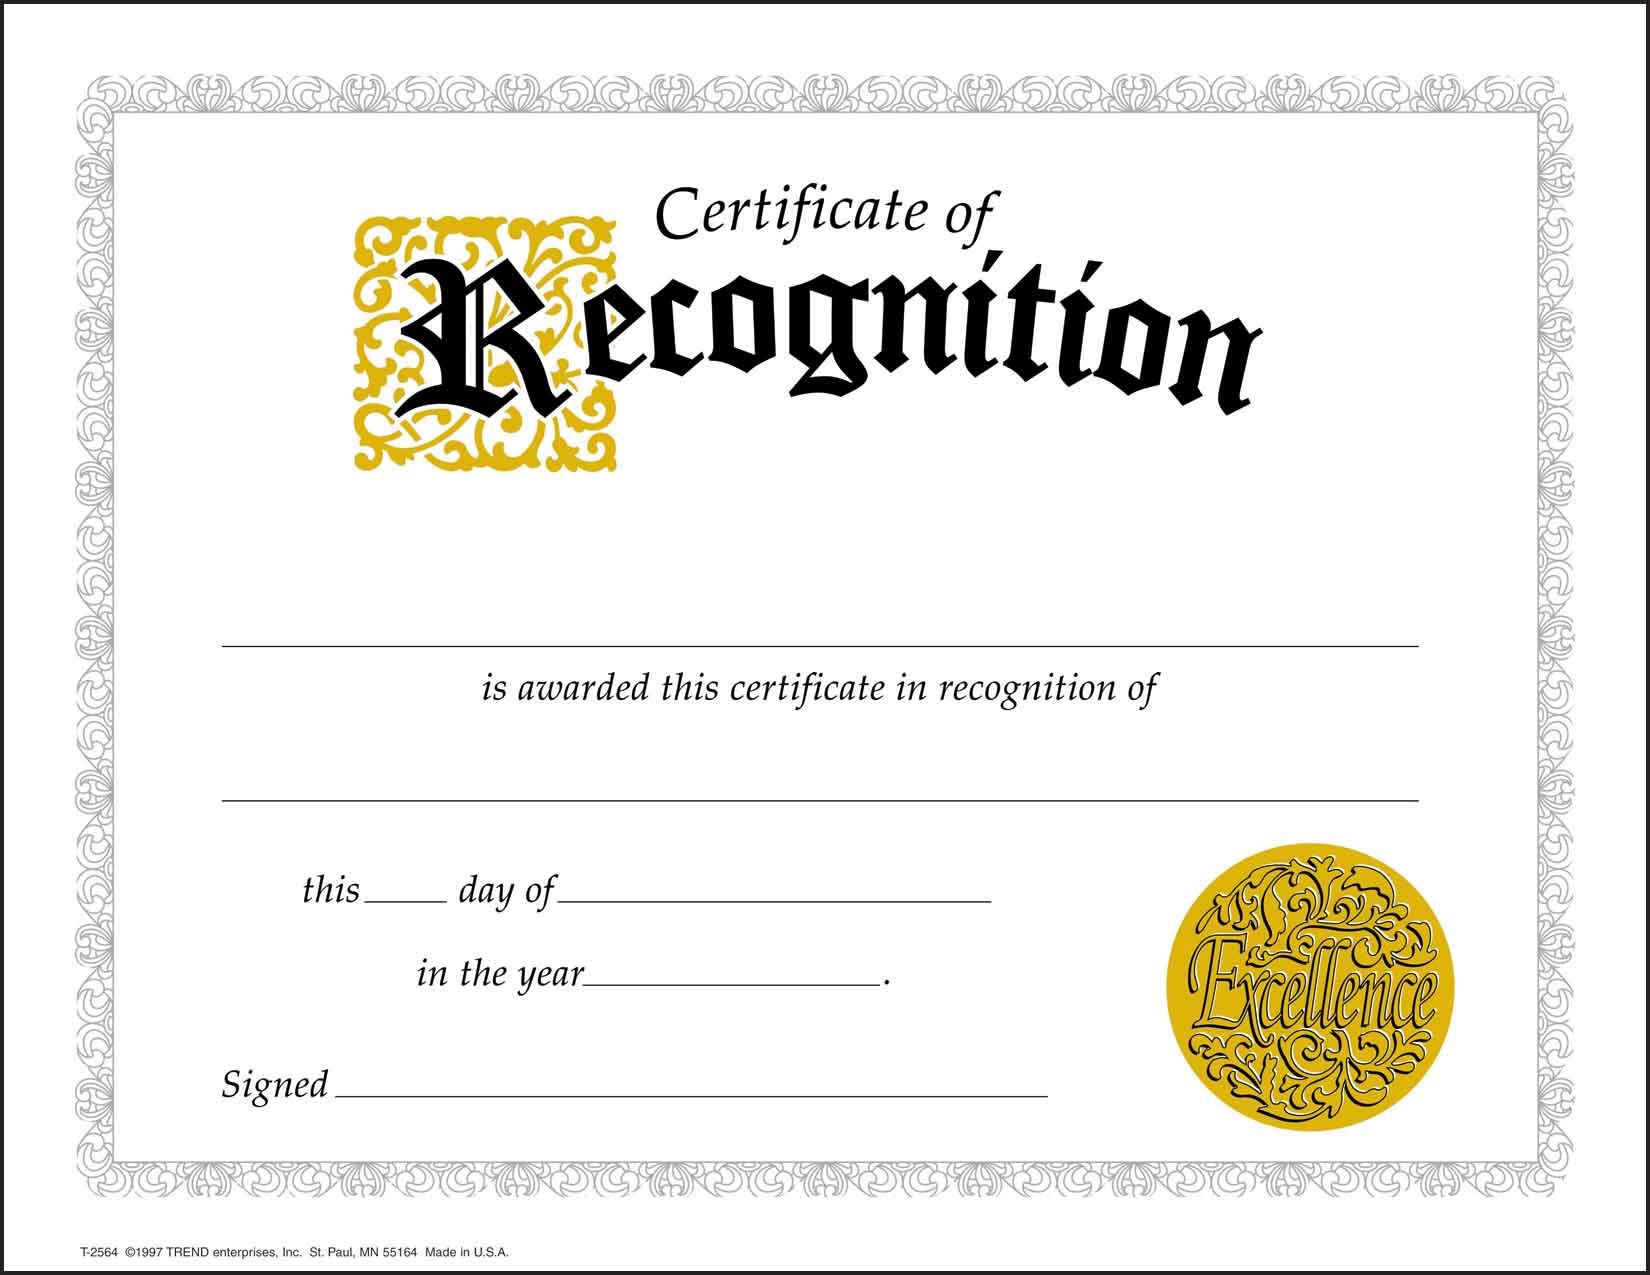 Certificate of
Recognition
is awarded this certificate in recognition of
this day of
in the year .
Excellence
Signed
T-2564 ©1997 TREND enterprises, Inc. St. Paul, MN 55164 Made in U.S.A.